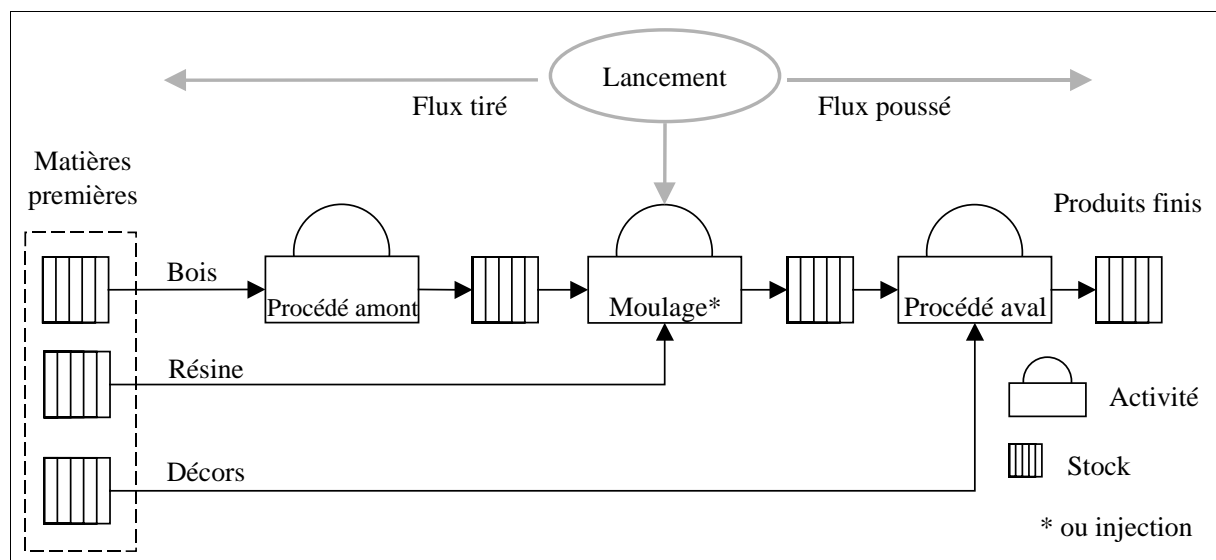 Lancement
Flux tiré
Flux poussé
Matières
premières
Produits finis
Bois
Procédé amont
Moulage*
Procédé aval
Résine
Activité
Décors
Stock
* ou injection